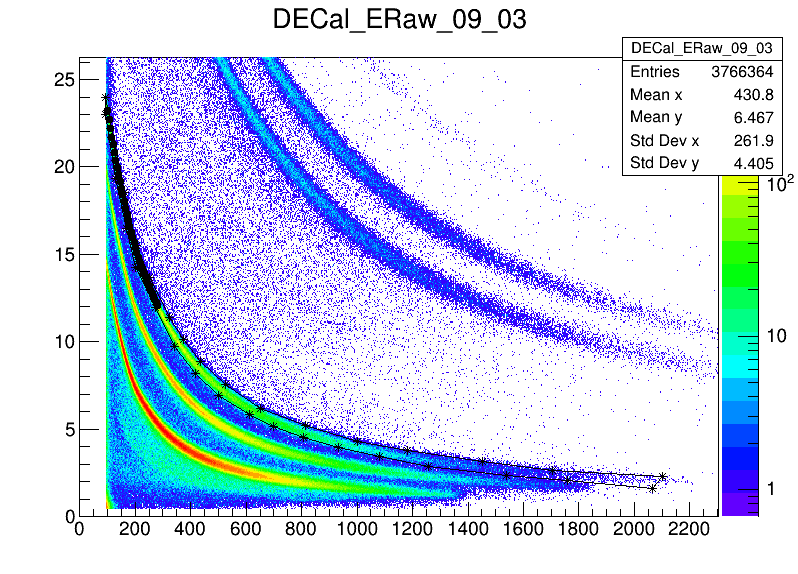 DECal_ERaw_09_03
DECal_ERaw_09_03
Entries 3766364
Mean x 430.8
Mean y 6.467
Std Dev x 261.9
Std Dev y 4.405
25
20
15
10
5
0
0 200 400 600 800 1000 1200 1400 1600 1800 2000 2200
10²
10
1